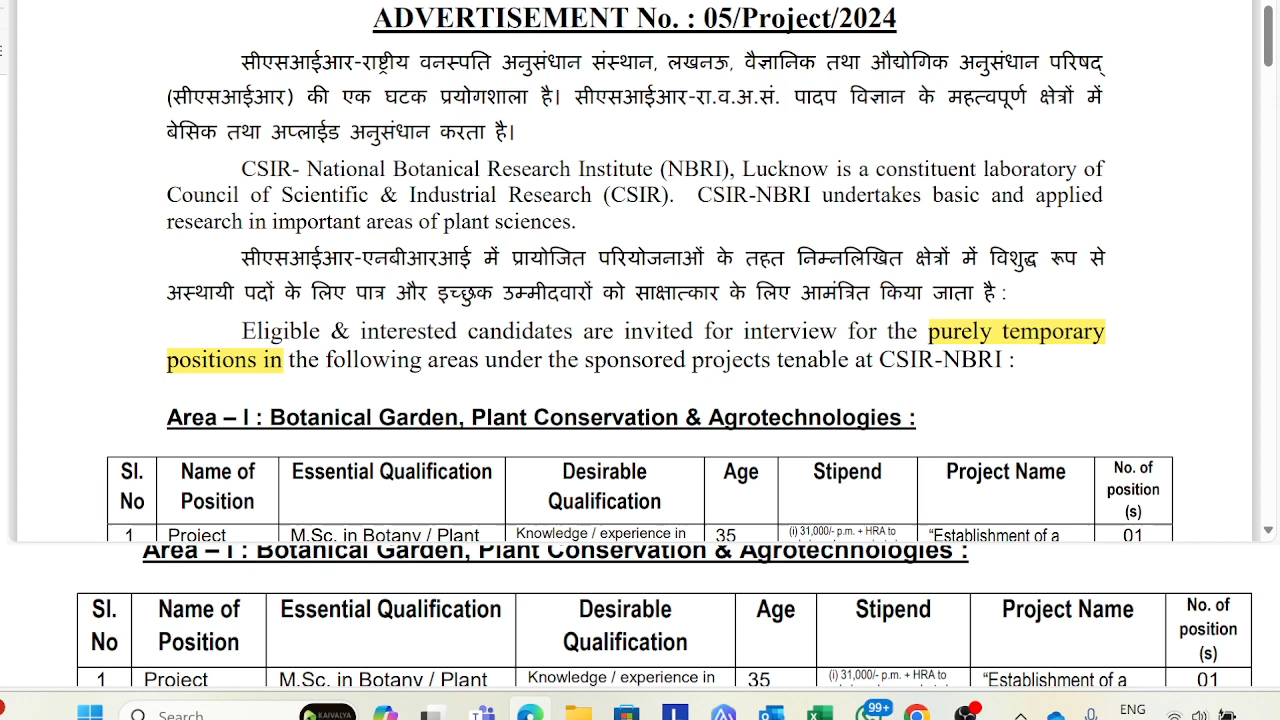 ADVERTISEMENT No. : 05/Project/2024
सीएसआईआर-राष्ट्रीय वनस्पति अनुसंधान संस्थान, लखनऊ, वैज्ञानिक तथा औद्योगिक अनुसंधान परिषद्
(सीएसआईआर) की एक घटक प्रयोगशाला है। सीएसआईआर-रा.व.अ.सं. पादप विज्ञान के महत्वपूर्ण क्षेत्रों में
बेसिक तथा अप्लाईड अनुसंधान करता है।
CSIR- National Botanical Research Institute (NBRI), Lucknow is a constituent laboratory of
Council of Scientific & Industrial Research (CSIR). CSIR-NBRI undertakes basic and applied
research in important areas of plant sciences.
सीएसआईआर-एनबीआरआई में प्रायोजित परियोजनाओं के तहत निम्नलिखित क्षेत्रों में विशुद्ध रूप से
अस्थायी पदों के लिए पात्र और इच्छुक उम्मीदवारों को साक्षात्कार के लिए आमंत्रित किया जाता है :
Eligible & interested candidates are invited for interview for the purely temporary
positions in the following areas under the sponsored projects tenable at CSIR-NBRI :
Area – I : Botanical Garden, Plant Conservation & Agrotechnologies :
Sl. Name of Essential Qualification Desirable Age Stipend Project Name No. of
No Position Qualification position
(s)
1 Project M.Sc. in Botany / Plant Knowledge / experience in 35 (i) 31,000/- p.m. + HRA to "Establishment of a 01
Area – I : Botanical Garden, Plant Conservation & Agrotechnologies :
Sl. Name of Essential Qualification Desirable Age Stipend Project Name No. of
No Position Qualification position
(s)
1 Project M.Sc. in Botany / Plant Knowledge / experience in 35 (i) 31,000/- p.m. + HRA to "Establishment of a 01
Search KAIVALYA 99+ ENG